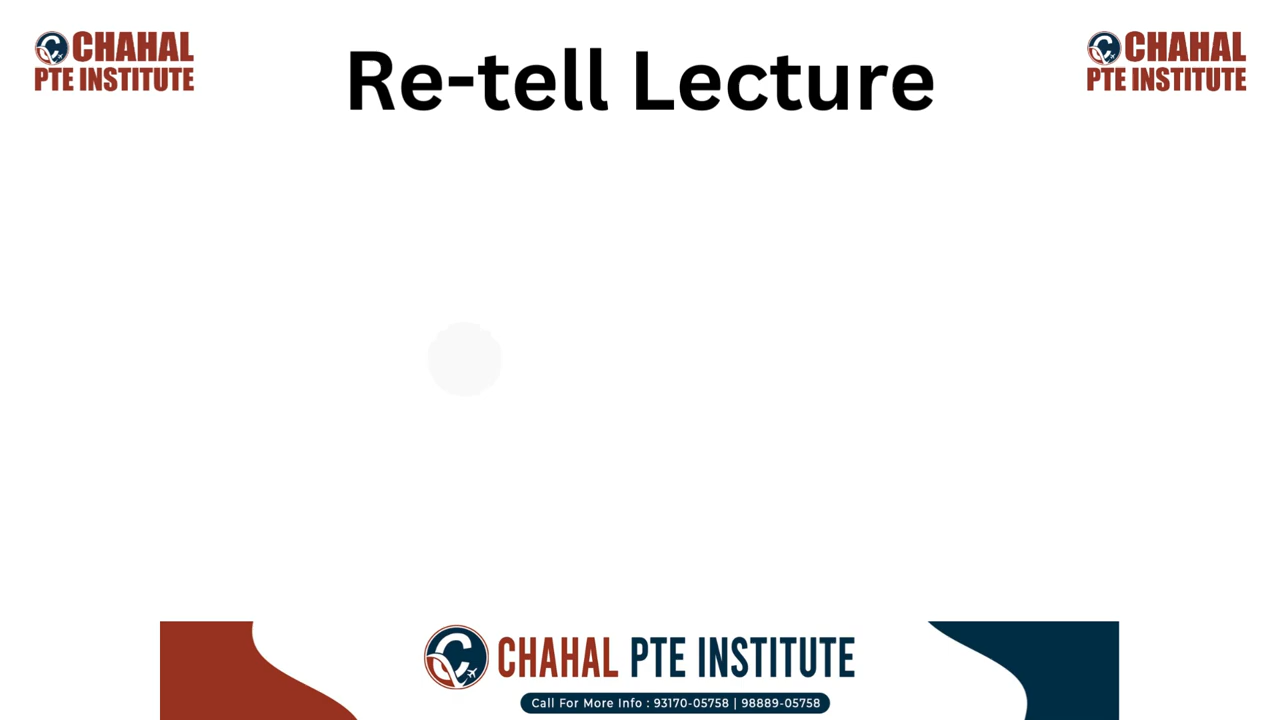 CHAHAL
PTE INSTITUTE
Re-tell Lecture
CHAHAL
PTE INSTITUTE
CHAHAL PTE INSTITUTE
Call For More Info : 93170-05758 | 98889-05758